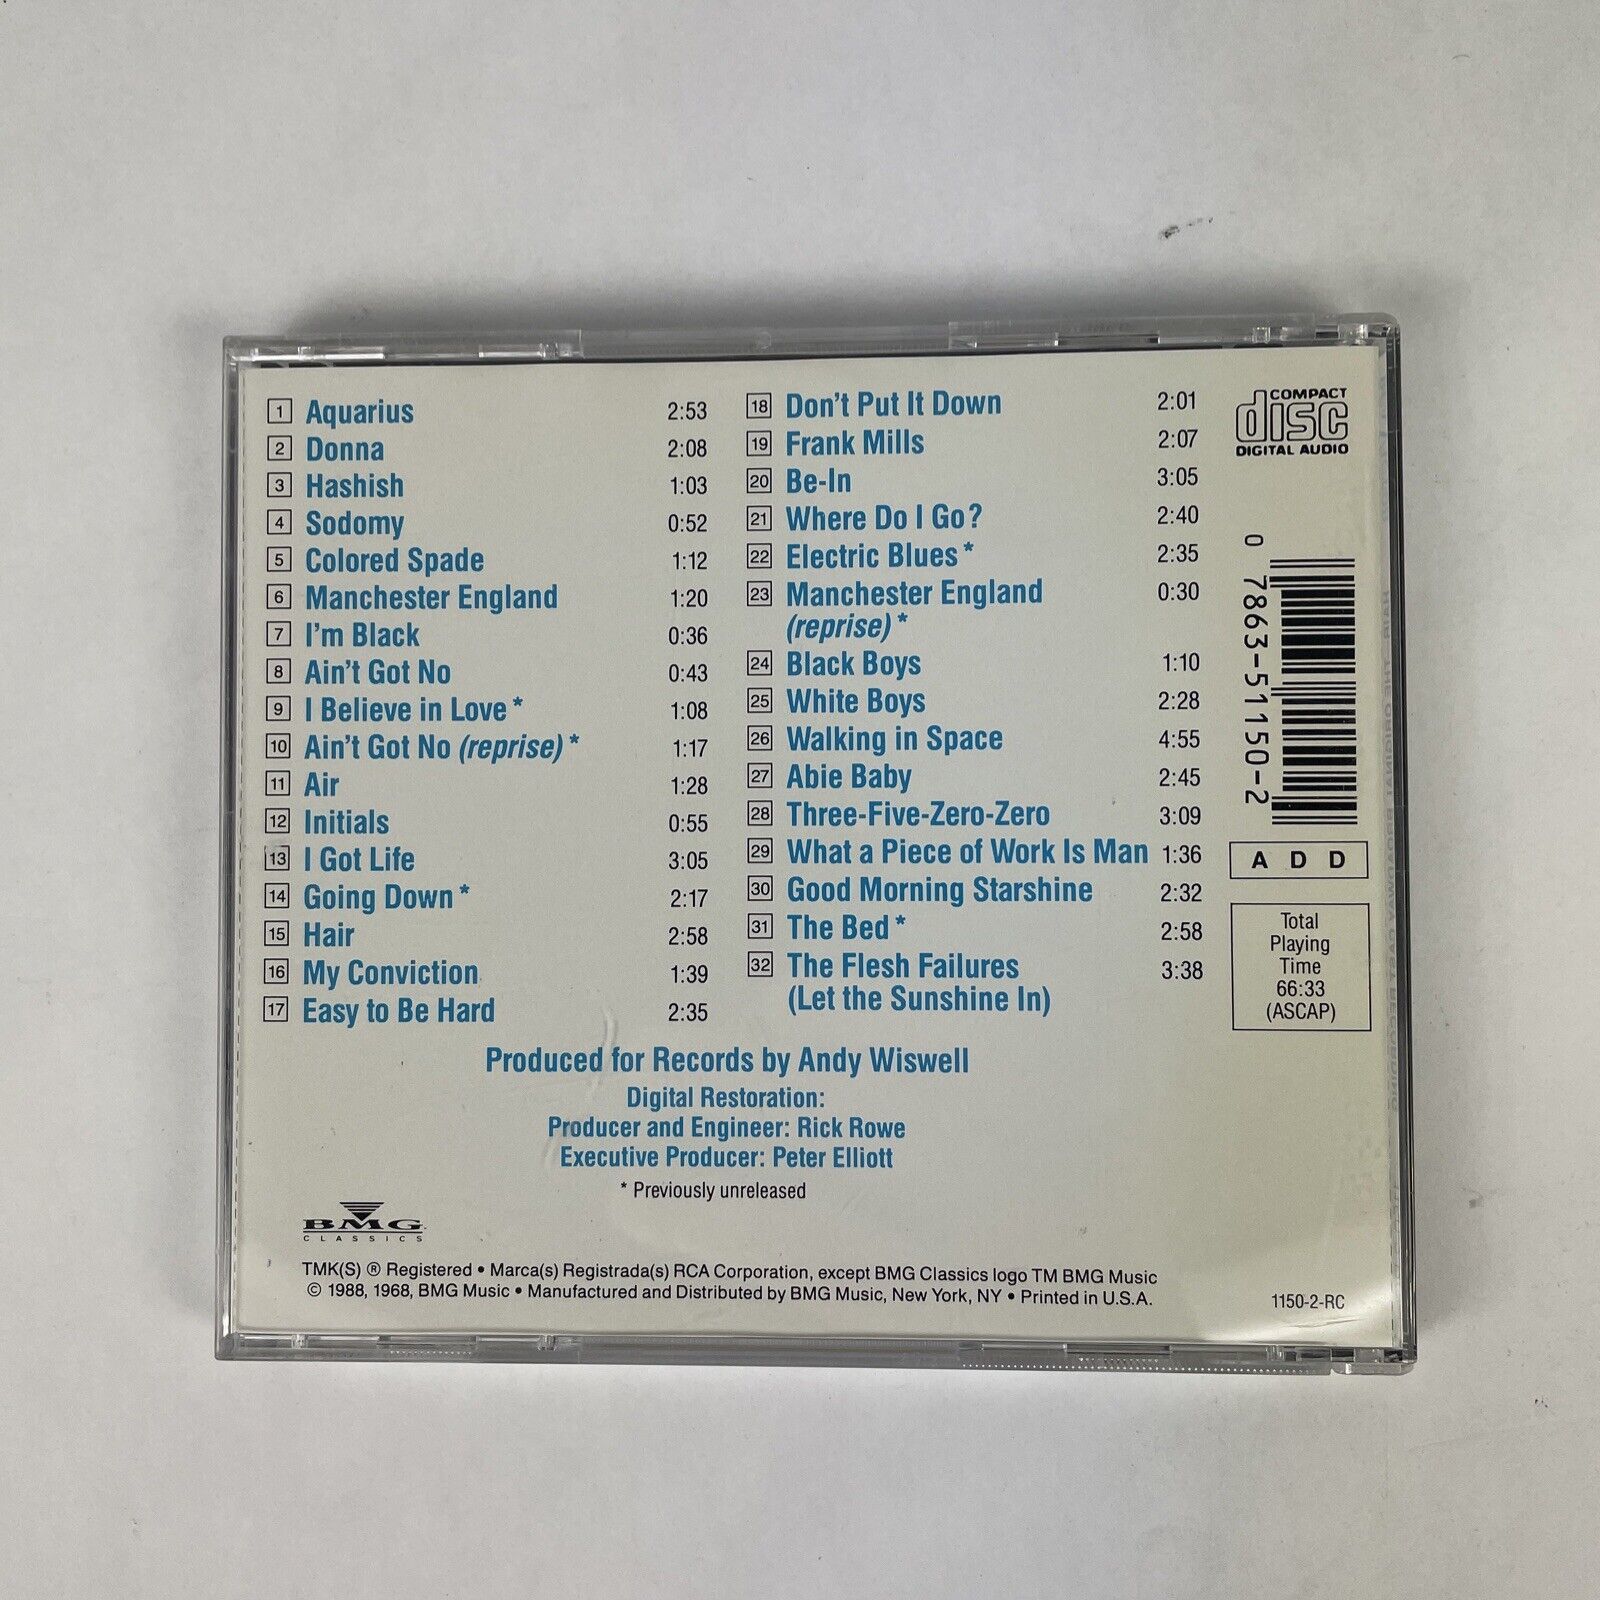 1 Aquarius 2:53
2 Donna 2:08
3 Hashish 1:03
4 Sodomy 0:52
5 Colored Spade 1:12
6 Manchester England 1:20
7 I'm Black 0:36
8 Ain't Got No 0:43
9 I Believe in Love * 1:08
10 Ain't Got No (reprise) * 1:17
11 Air 1:28
12 Initials 0:55
13 I Got Life 3:05
14 Going Down * 2:17
15 Hair 2:58
16 My Conviction 1:39
17 Easy to Be Hard 2:35
18 Don't Put It Down 2:01
19 Frank Mills 2:07
20 Be-In 3:05
21 Where Do I Go? 2:40
22 Electric Blues * 2:35
23 Manchester England 0:30
(reprise) *
24 Black Boys 1:10
25 White Boys 2:28
26 Walking in Space 4:55
27 Abie Baby 2:45
28 Three-Five-Zero-Zero 3:09
29 What a Piece of Work Is Man 1:36
30 Good Morning Starshine 2:32
31 The Bed * 2:58
32 The Flesh Failures 3:38
(Let the Sunshine In)
COMPACT
disc
DIGITAL AUDIO
0 7863-51150-2
A D D
Total
Playing
Time
66:33
(ASCAP)
Produced for Records by Andy Wiswell
Digital Restoration:
Producer and Engineer: Rick Rowe
Executive Producer: Peter Elliott
* Previously unreleased
BMG
CLASSICS
TMK(S) ® Registered • Marca(s) Registrada(s) RCA Corporation, except BMG Classics logo TM BMG Music
© 1988, 1968, BMG Music • Manufactured and Distributed by BMG Music, New York, NY • Printed in U.S.A.
1150-2-RC